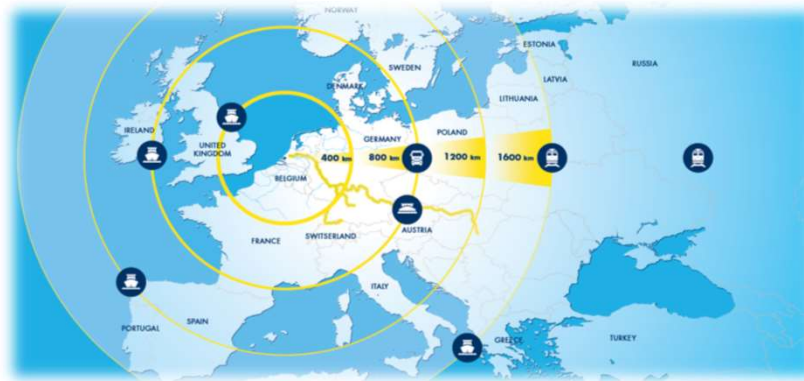 NORWAY
SWEDEN
ESTONIA
RUSSIA
LATVIA
DENMARK
LITHUANIA
IRELAND
UNITED
KINGDOM
GERMANY
POLAND
400 km
800 km
1200 km
1600 km
BELGIUM
FRANCE
SWITSERLAND
AUSTRIA
ITALY
PORTUGAL
SPAIN
GREECE
TURKEY